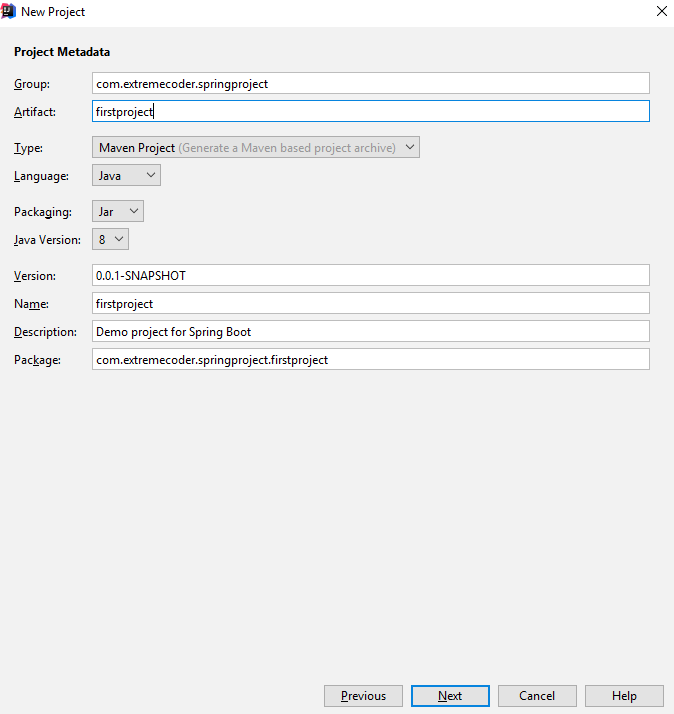 New Project
Project Metadata
Group: com.extremecoder.springproject
Artifact: firstproject
Type: Maven Project (Generate a Maven based project archive)
Language: Java
Packaging: Jar
Java Version: 8
Version: 0.0.1-SNAPSHOT
Name: firstproject
Description: Demo project for Spring Boot
Package: com.extremecoder.springproject.firstproject
Previous Next Cancel Help